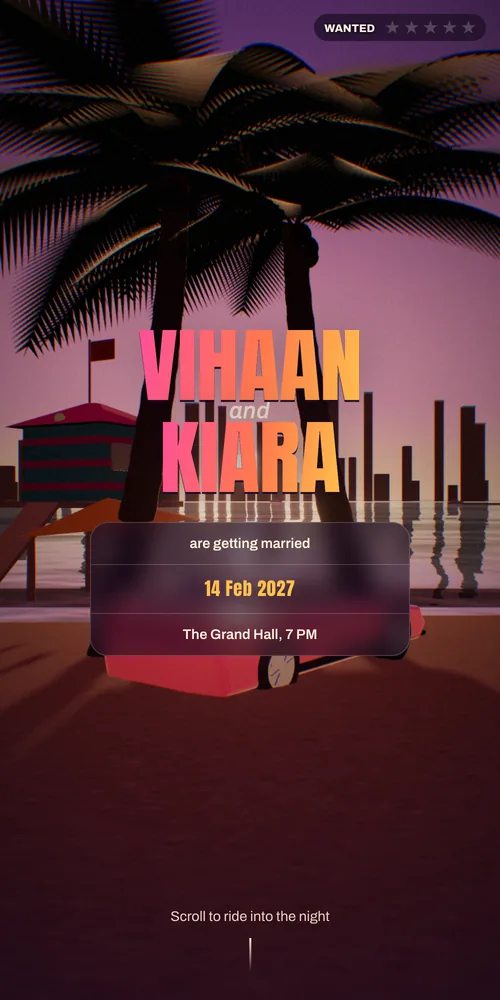 WANTED ★★★★★
VIHAAN
and
KIARA
are getting married
14 Feb 2027
The Grand Hall, 7 PM
Scroll to ride into the night